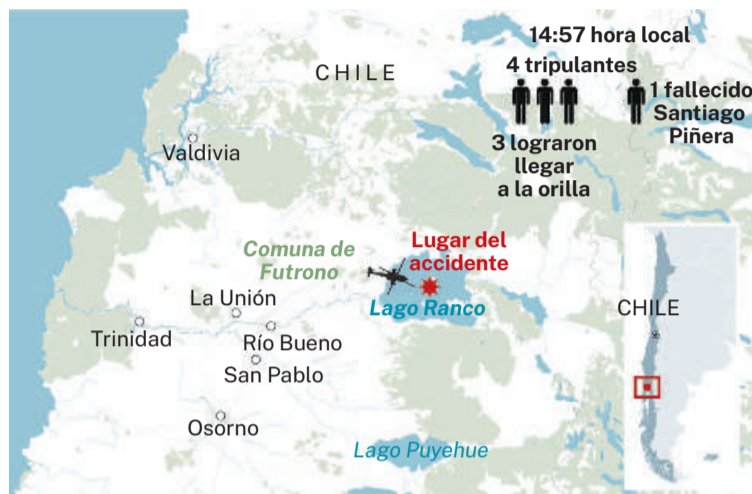 14:57 hora local
4 tripulantes
3 lograron
llegar
a la orilla
1 fallecido
Santiago
Piñera
CHILE
Valdivia
Comuna de
Futrono
Lugar del
accidente
Lago Ranco
La Unión
Trinidad
Río Bueno
San Pablo
Osorno
Lago Puyehue
CHILE